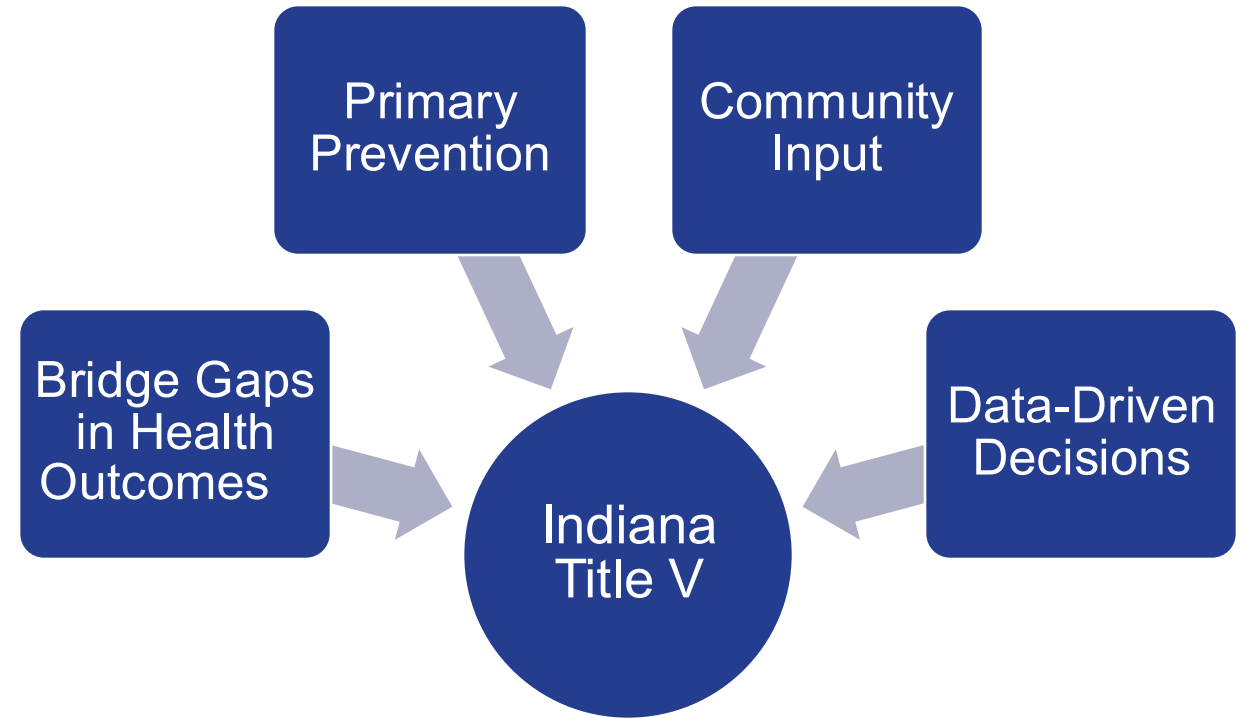 Primary
Prevention
Community
Input
Bridge Gaps
in Health
Outcomes
Data-Driven
Decisions
Indiana
Title V